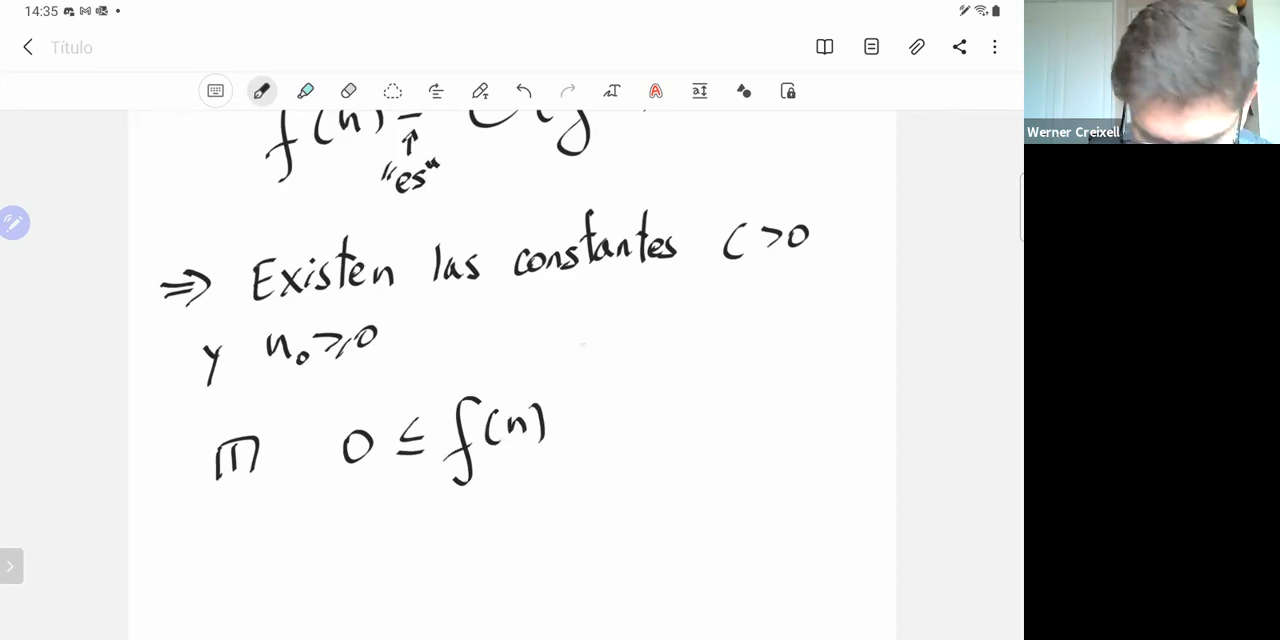 14:35
Título
Werner Creixell
f(n) =
"es"
⇒ Existen las constantes C>0
y n₀≥0
0 ≤ f(n)